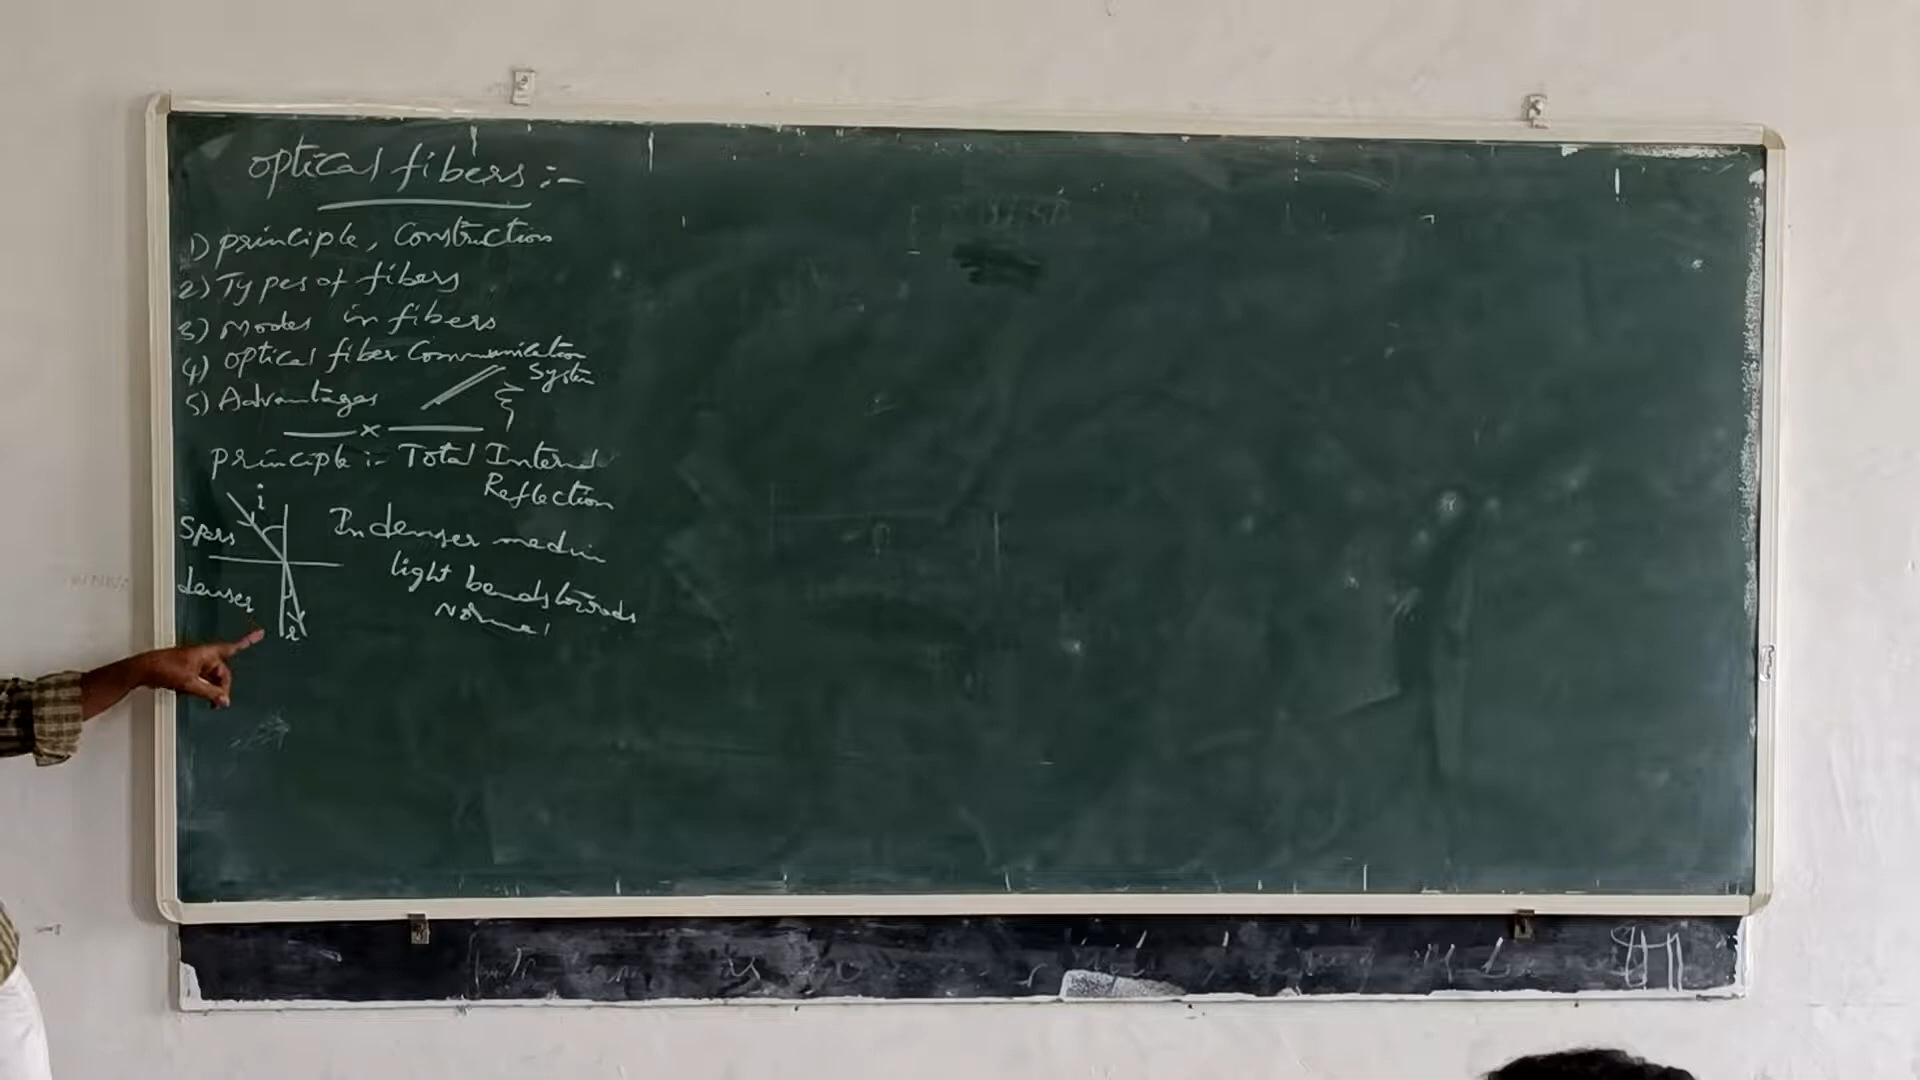 optical fibers :-
1) principle, Construction
2) Types of fibers
3) Modes in fibers
4) optical fiber Communication
System
5) Advantages
x
principle :- Total Internal
Reflection
i
denser
r
In denser medium
light bends towards
Normal